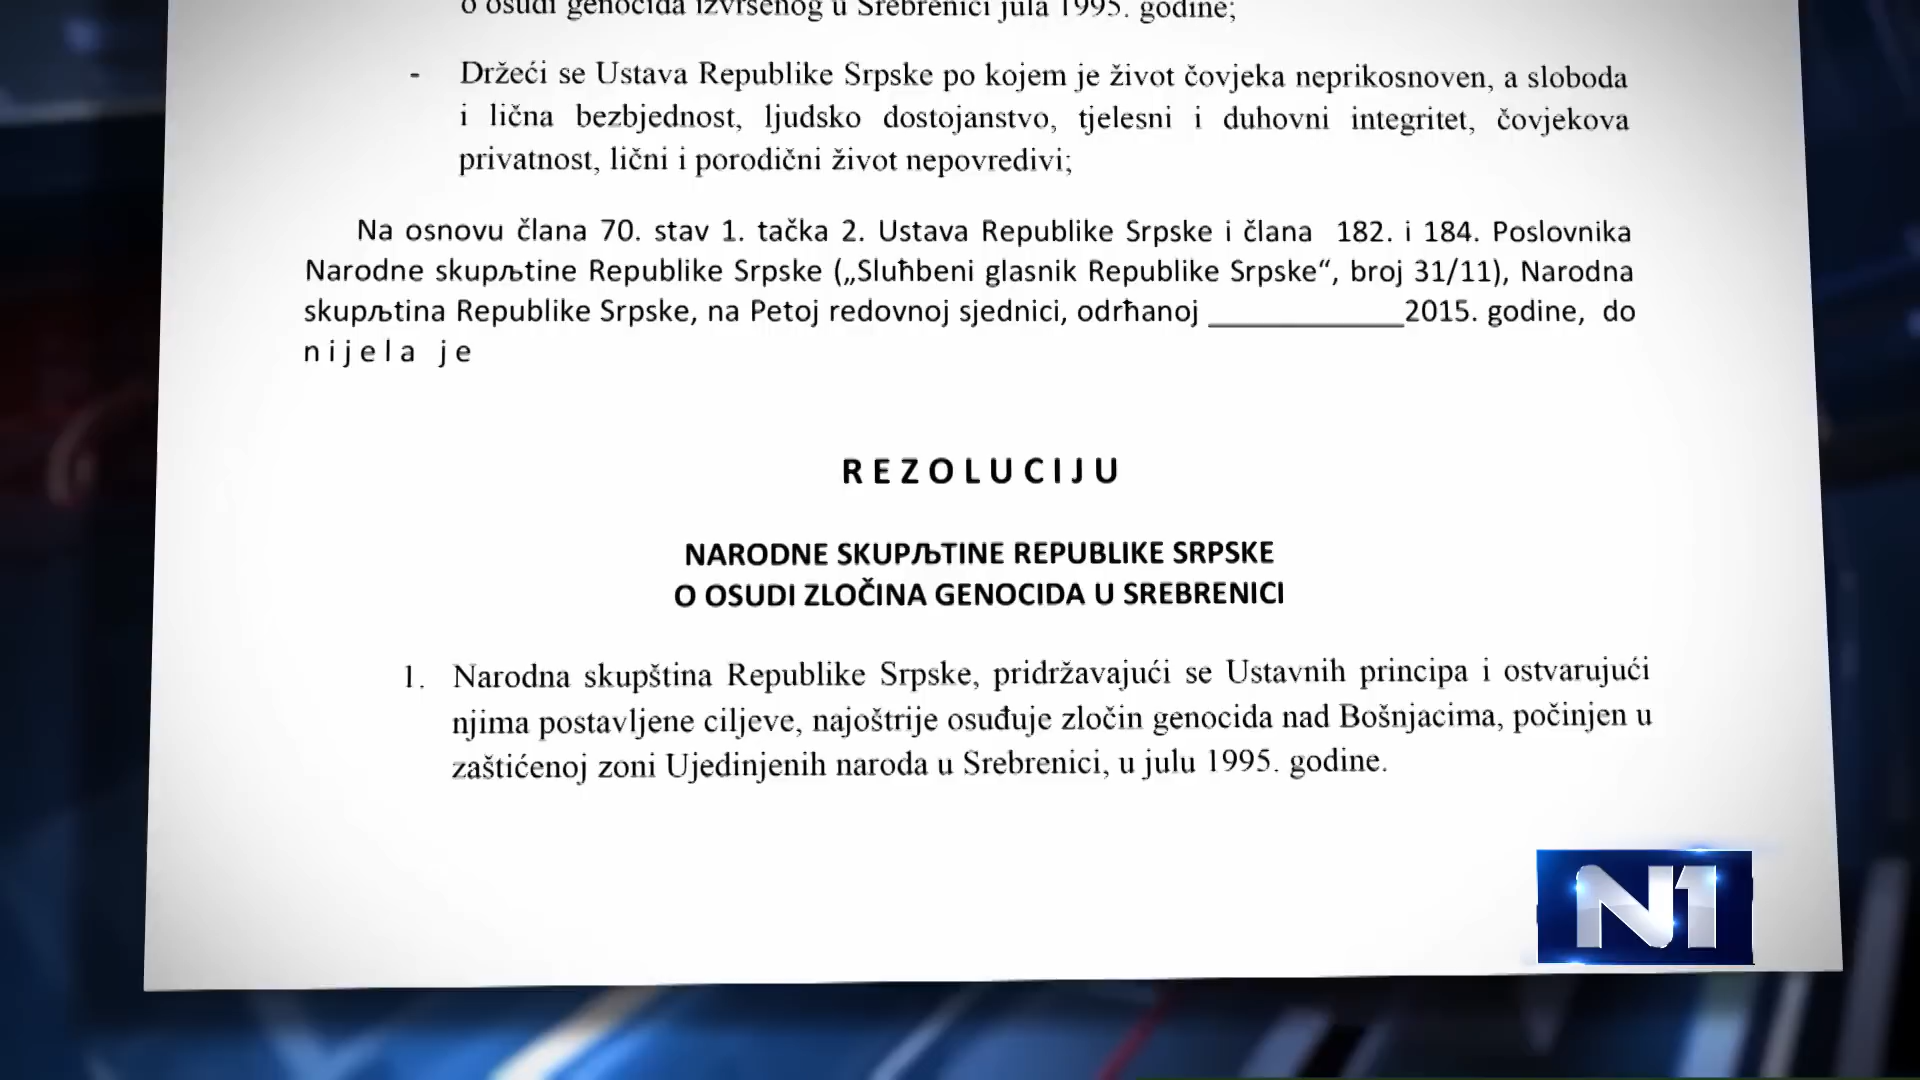 o osudi genocida izvršenog u Srebrenici jula 1995. godine;
- Držeći se Ustava Republike Srpske po kojem je život čovjeka neprikosnoven, a sloboda
i lična bezbjednost, ljudsko dostojanstvo, tjelesni i duhovni integritet, čovjekova
privatnost, lični i porodični život nepovredivi;
Na osnovu člana 70. stav 1. tačka 2. Ustava Republike Srpske i člana 182. i 184. Poslovnika
Narodne skupљtine Republike Srpske („Sluћbeni glasnik Republike Srpske“, broj 31/11), Narodna
skupљtina Republike Srpske, na Petoj redovnoj sjednici, odrћanoj ____________2015. godine, do
n i j e l a j e
R E Z O L U C I J U
NARODNE SKUPЉTINE REPUBLIKE SRPSKE
O OSUDI ZLOČINA GENOCIDA U SREBRENICI
1. Narodna skupština Republike Srpske, pridržavajući se Ustavnih principa i ostvarujući
njima postavljene ciljeve, najoštrije osuđuje zločin genocida nad Bošnjacima, počinjen u
zaštićenoj zoni Ujedinjenih naroda u Srebrenici, u julu 1995. godine.
N1